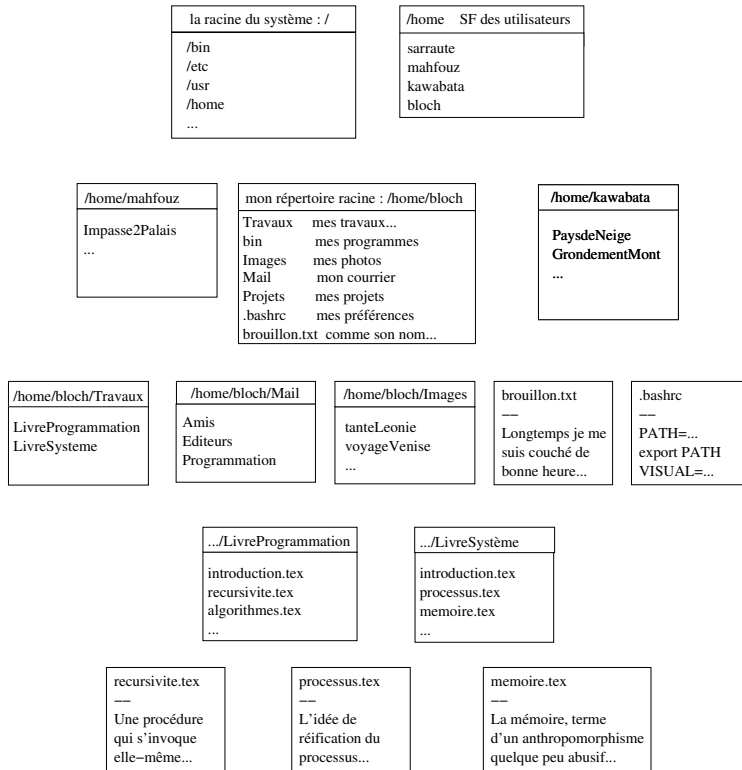 la racine du système : /
/bin
/etc
/usr
/home
...
/home SF des utilisateurs
sarraute
mahfouz
kawabata
bloch
/home/mahfouz
Impasse2Palais
...
mon répertoire racine : /home/bloch
Travaux mes travaux...
bin mes programmes
Images mes photos
Mail mon courrier
Projets mes projets
.bashrc mes préférences
brouillon.txt comme son nom...
/home/kawabata
PaysdeNeige
GrondementMont
...
/home/bloch/Travaux
LivreProgrammation
LivreSysteme
/home/bloch/Mail
Amis
Editeurs
Programmation
/home/bloch/Images
tanteLeonie
voyageVenise
...
brouillon.txt
−−
Longtemps je me
suis couché de
bonne heure...
.bashrc
−−
PATH=...
export PATH
VISUAL=...
.../LivreProgrammation
introduction.tex
recursivite.tex
algorithmes.tex
...
.../LivreSystème
introduction.tex
processus.tex
memoire.tex
...
recursivite.tex
−−
Une procédure
qui s’invoque
elle−même...
processus.tex
−−
L’idée de
réification du
processus...
memoire.tex
−−
La mémoire, terme
d’un anthropomorphisme
quelque peu abusif...